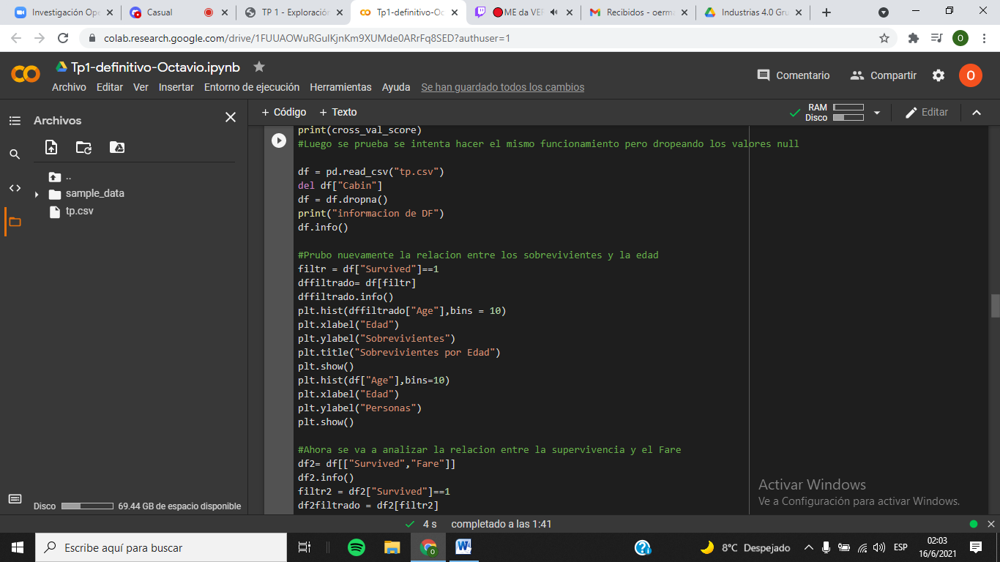 Investigación Ope
Casual
TP 1 - Exploración
Tp1-definitivo-Oc
ME da VER
Recibidos - oerma
Industrias 4.0 Gru
colab.research.google.com/drive/1FUUAOWuRGulKjnKm9XUMde0ARrFq8SED?authuser=1
O
Tp1-definitivo-Octavio.ipynb
Archivo Editar Ver Insertar Entorno de ejecución Herramientas Ayuda Se han guardado todos los cambios
Comentario Compartir O
Archivos
+ Código + Texto
RAM
Disco
Editar
..
sample_data
tp.csv
print(cross_val_score)
#Luego se prueba se intenta hacer el mismo funcionamiento pero dropeando los valores null
df = pd.read_csv("tp.csv")
del df["Cabin"]
df = df.dropna()
print("informacion de DF")
df.info()
#Prubo nuevamente la relacion entre los sobrevivientes y la edad
filtr = df["Survived"]==1
dffiltrado= df[filtr]
dffiltrado.info()
plt.hist(dffiltrado["Age"],bins = 10)
plt.xlabel("Edad")
plt.ylabel("Sobrevivientes")
plt.title("Sobrevivientes por Edad")
plt.show()
plt.hist(df["Age"],bins=10)
plt.xlabel("Edad")
plt.ylabel("Personas")
plt.show()
#Ahora se va a analizar la relacion entre la supervivencia y el Fare
df2= df[["Survived","Fare"]]
df2.info()
filtr2 = df2["Survived"]==1
df2filtrado = df2[filtr2]
Activar Windows
Ve a Configuración para activar Windows.
Disco 69.44 GB de espacio disponible
4 s completado a las 1:41
Escribe aquí para buscar
8°C Despejado
ESP
02:03
16/6/2021